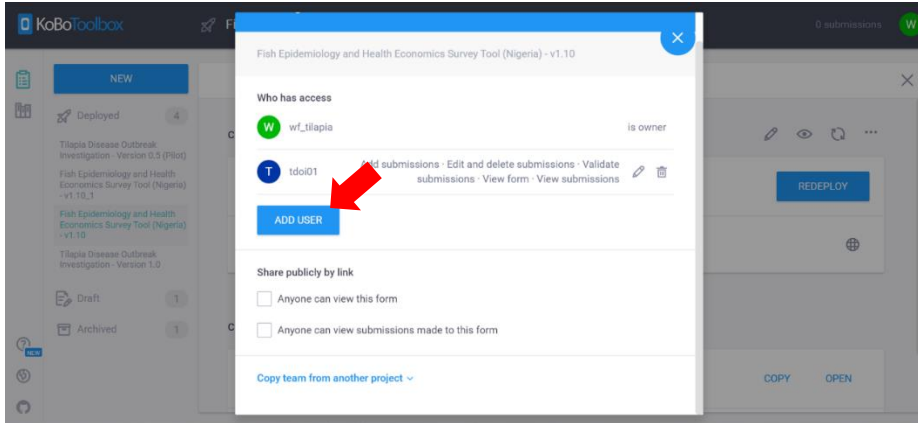 KoBoToolbox
Fi
0 submissions
W
NEW
Deployed 4
Tilapia Disease Outbreak
Investigation - Version 0.5 (Pilot)
Fish Epidemiology and Health
Economics Survey Tool (Nigeria)
- v1.10_1
Fish Epidemiology and Health
Economics Survey Tool (Nigeria)
- v1.10
Tilapia Disease Outbreak
Investigation - Version 1.0
Draft 1
Archived 1
NEW
C
C
Fish Epidemiology and Health Economics Survey Tool (Nigeria) - v1.10
Who has access
W wf_tilapia is owner
T tdoi01 Add submissions · Edit and delete submissions · Validate
submissions · View form · View submissions
ADD USER
Share publicly by link
Anyone can view this form
Anyone can view submissions made to this form
Copy team from another project
REDEPLOY
COPY OPEN